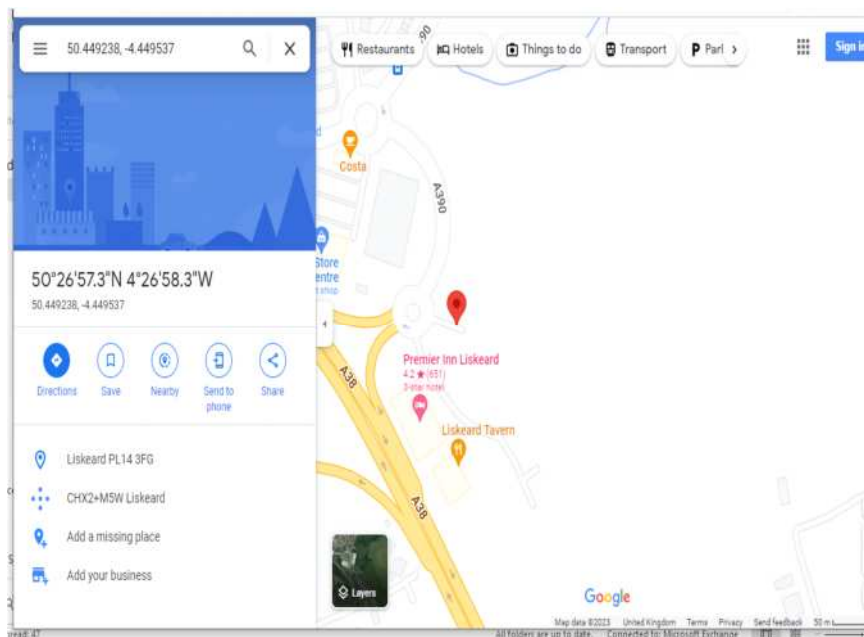 50.449238, -4.449537
Restaurants
Hotels
Things to do
Transport
P Parl
Sign in
Costa
A390
Store
entre
50°26'57.3"N 4°26'58.3"W
50.449238, -4.449537
Directions
Save
Nearby
Send to
phone
Share
Premier Inn Liskeard
4.2 ★ (651)
3-star hotel
A38
Liskeard Tavern
A38
Liskeard PL14 3FG
CHX2+M5W Liskeard
Add a missing place
Add your business
Layers
Google
Map data ©2023 United Kingdom Terms Privacy Send feedback 50 m
All folders are up to date. Connected to: Microsoft Exchange